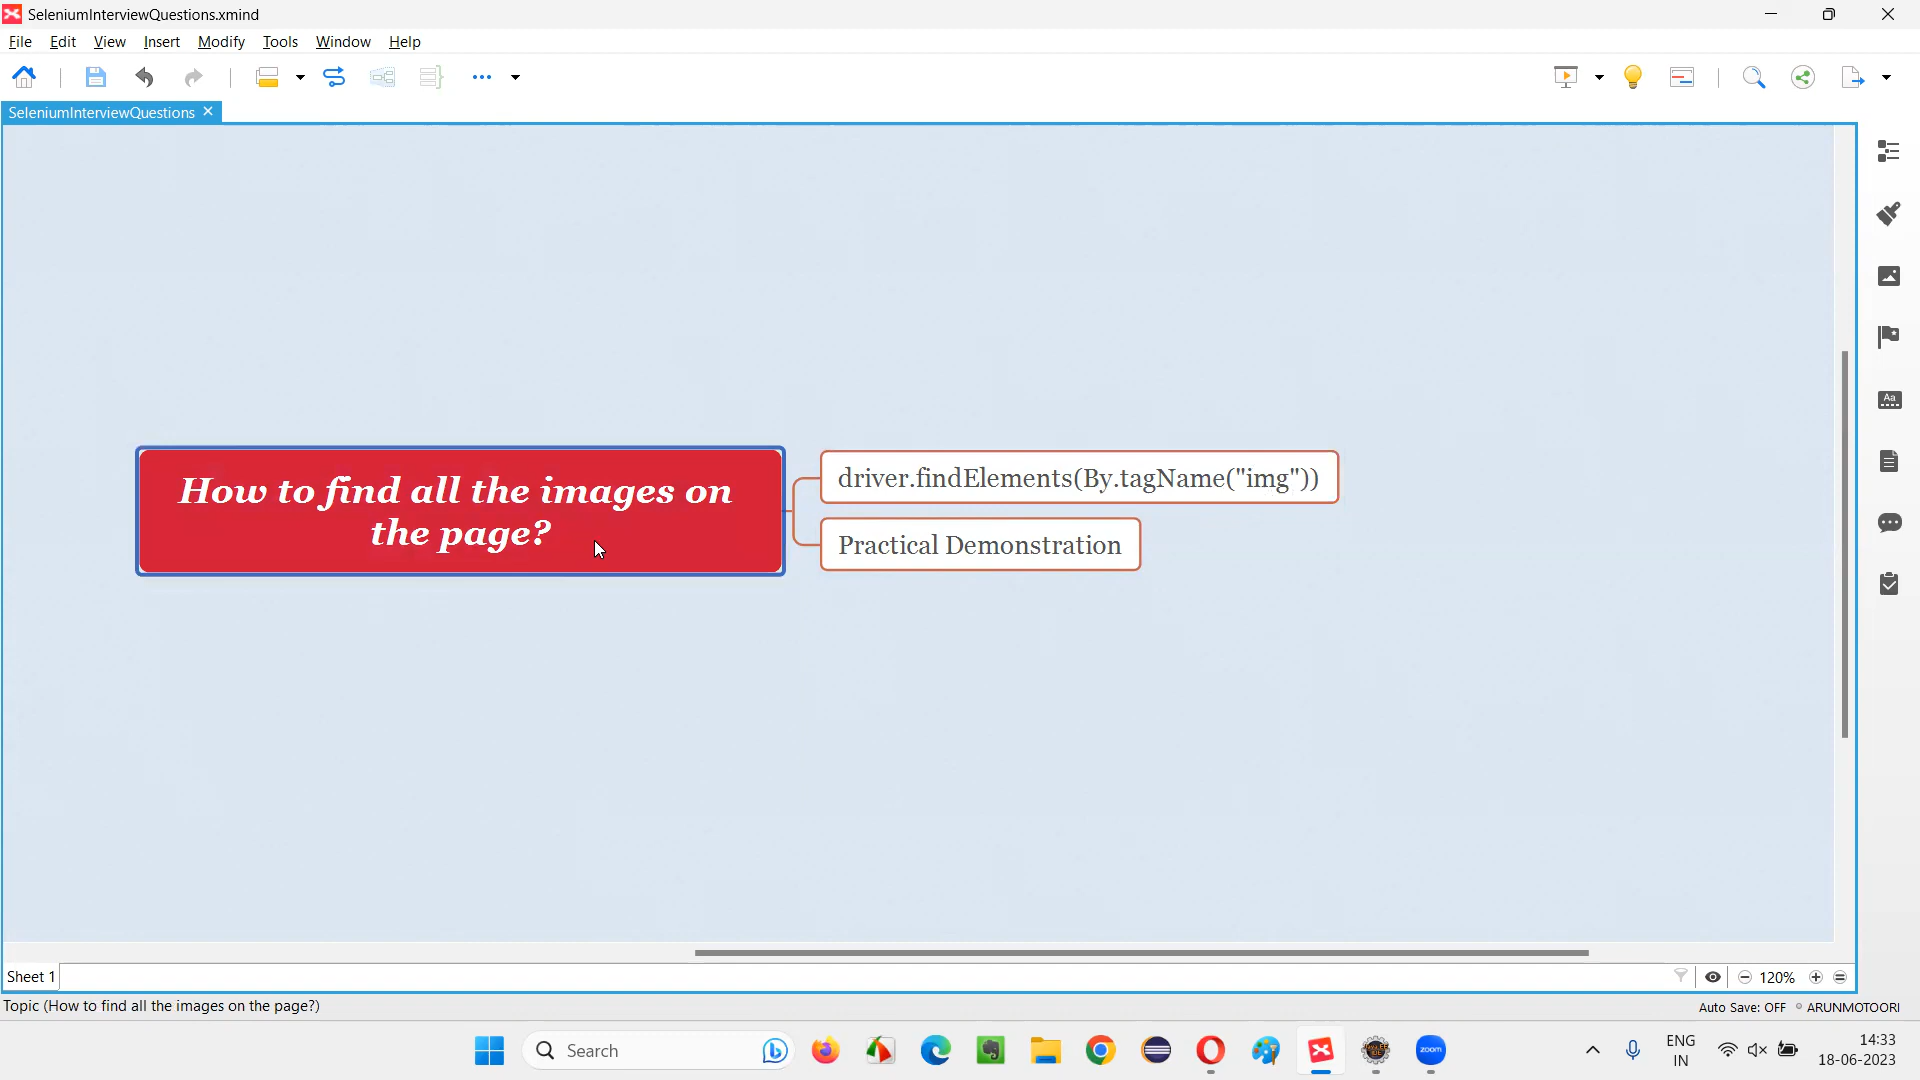 SeleniumInterviewQuestions.xmind
File Edit View Insert Modify Tools Window Help
SeleniumInterviewQuestions
How to find all the images on
the page?
driver.findElements(By.tagName("img"))
Practical Demonstration
Aa
Sheet 1
120%
Topic (How to find all the images on the page?)
Auto Save: OFF
ARUNMOTOORI
Search
zoom
ENG
IN
14:33
18-06-2023